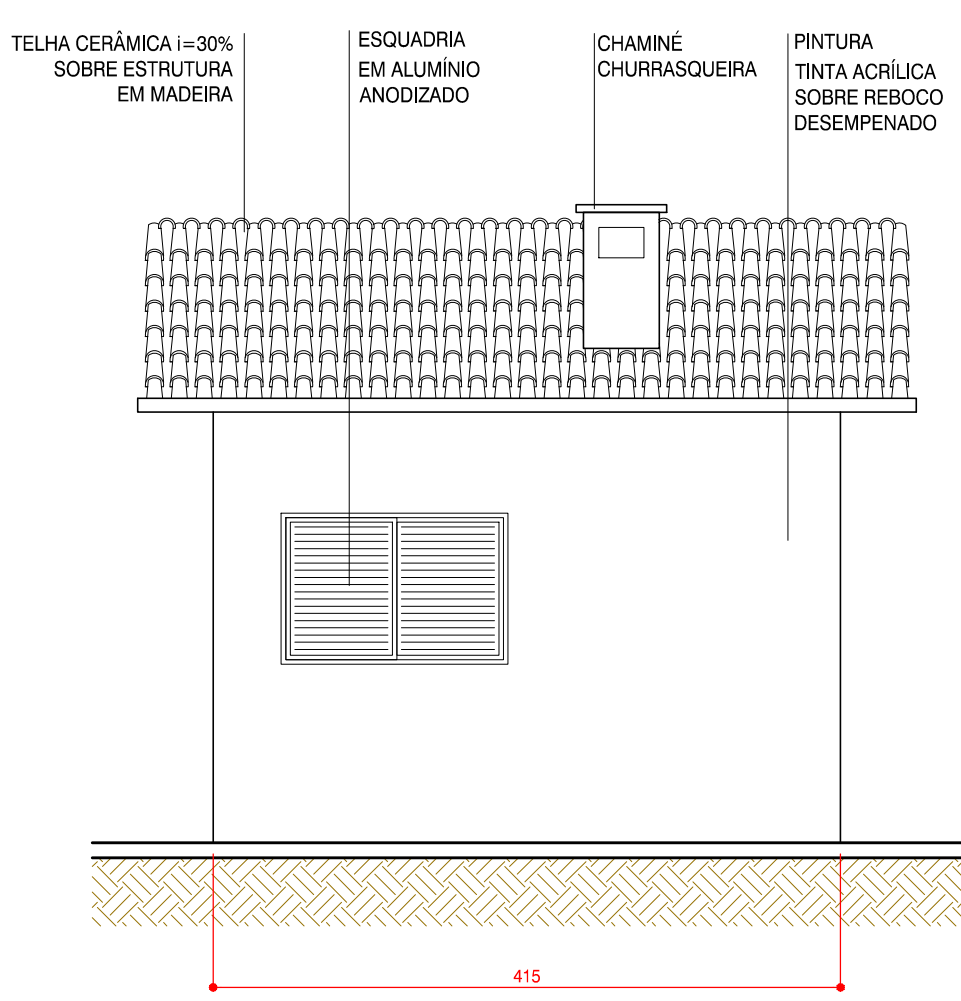 TELHA CERÂMICA i=30%
SOBRE ESTRUTURA
EM MADEIRA
ESQUADRIA
EM ALUMÍNIO
ANODIZADO
CHAMINÉ
CHURRASQUEIRA
PINTURA
TINTA ACRÍLICA
SOBRE REBOCO
DESEMPENADO
415